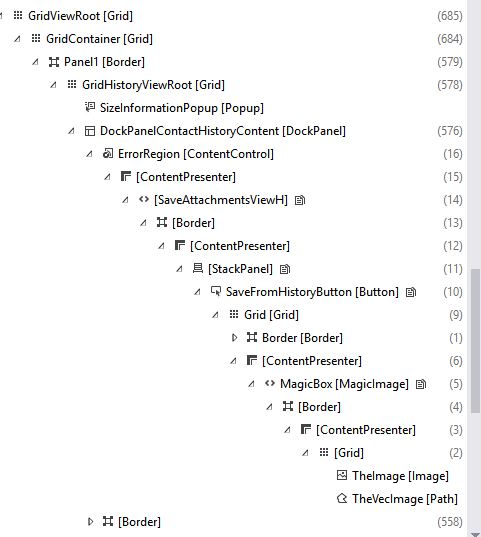 GridViewRoot [Grid] (685)
GridContainer [Grid] (684)
Panel1 [Border] (579)
GridHistoryViewRoot [Grid] (578)
SizeInformationPopup [Popup]
DockPanelContactHistoryContent [DockPanel] (576)
ErrorRegion [ContentControl] (16)
[ContentPresenter] (15)
[SaveAttachmentsViewH] (14)
[Border] (13)
[ContentPresenter] (12)
[StackPanel] (11)
SaveFromHistoryButton [Button] (10)
Grid [Grid] (9)
Border [Border] (1)
[ContentPresenter] (6)
MagicBox [MagicImage] (5)
[Border] (4)
[ContentPresenter] (3)
[Grid] (2)
TheImage [Image]
TheVecImage [Path]
[Border] (558)